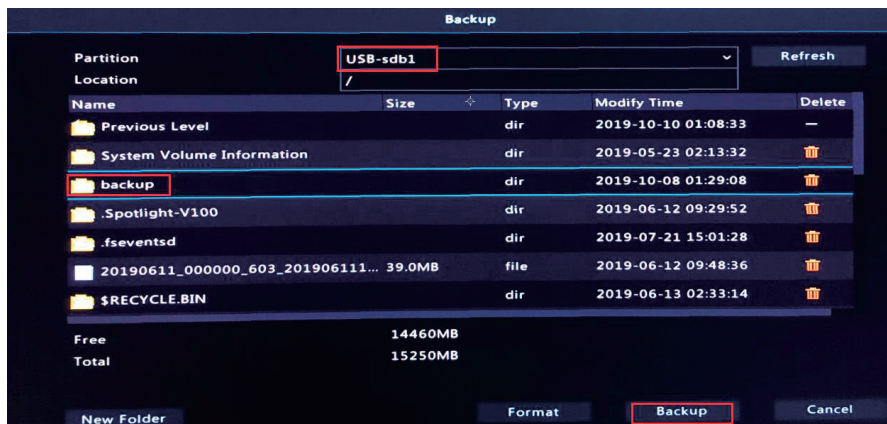 Backup
Partition USB-sdb1 Refresh
Location /
Name Size Type Modify Time Delete
Previous Level dir 2019-10-10 01:08:33 —
System Volume Information dir 2019-05-23 02:13:32
backup dir 2019-10-08 01:29:08
.Spotlight-V100 dir 2019-06-12 09:29:52
.fseventsd dir 2019-07-21 15:01:28
20190611_000000_603_201906111... 39.0MB file 2019-06-12 09:48:36
$RECYCLE.BIN dir 2019-06-13 02:33:14
Free 14460MB
Total 15250MB
New Folder Format Backup Cancel